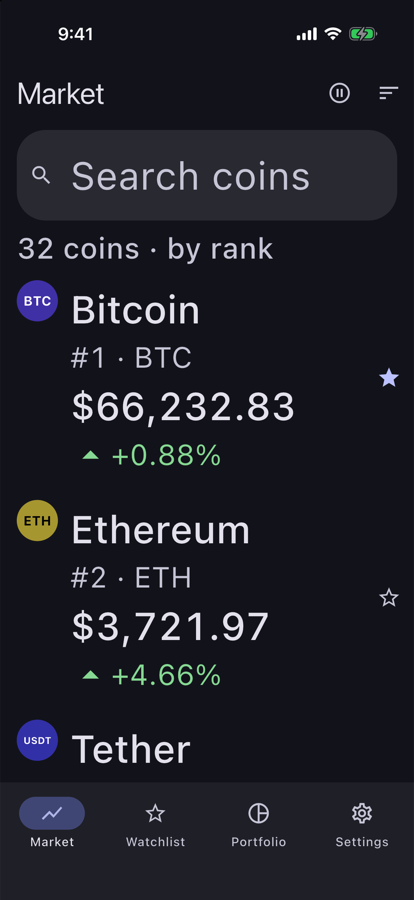 9:41
Market
Search coins
32 coins · by rank
BTC
Bitcoin
#1 · BTC
$66,232.83
+0.88%
ETH
Ethereum
#2 · ETH
$3,721.97
+4.66%
USDT
Tether
Market
Watchlist
Portfolio
Settings